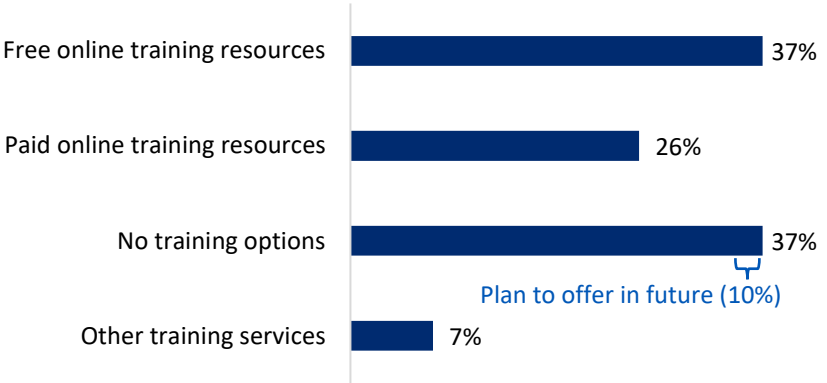 Free online training resources 37%
Paid online training resources 26%
No training options 37%
Plan to offer in future (10%)
Other training services 7%